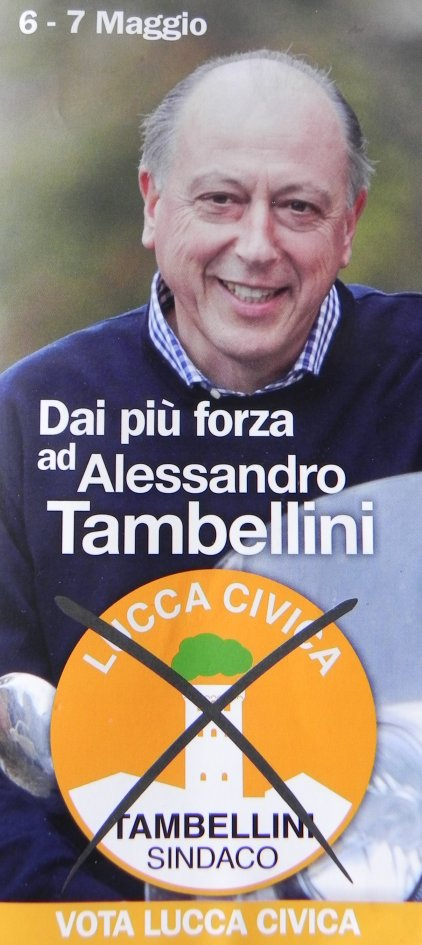 6 - 7 Maggio
Dai più forza
ad Alessandro
Tambellini
LUCCA CIVICA
TAMBELLINI
SINDACO
VOTA LUCCA CIVICA